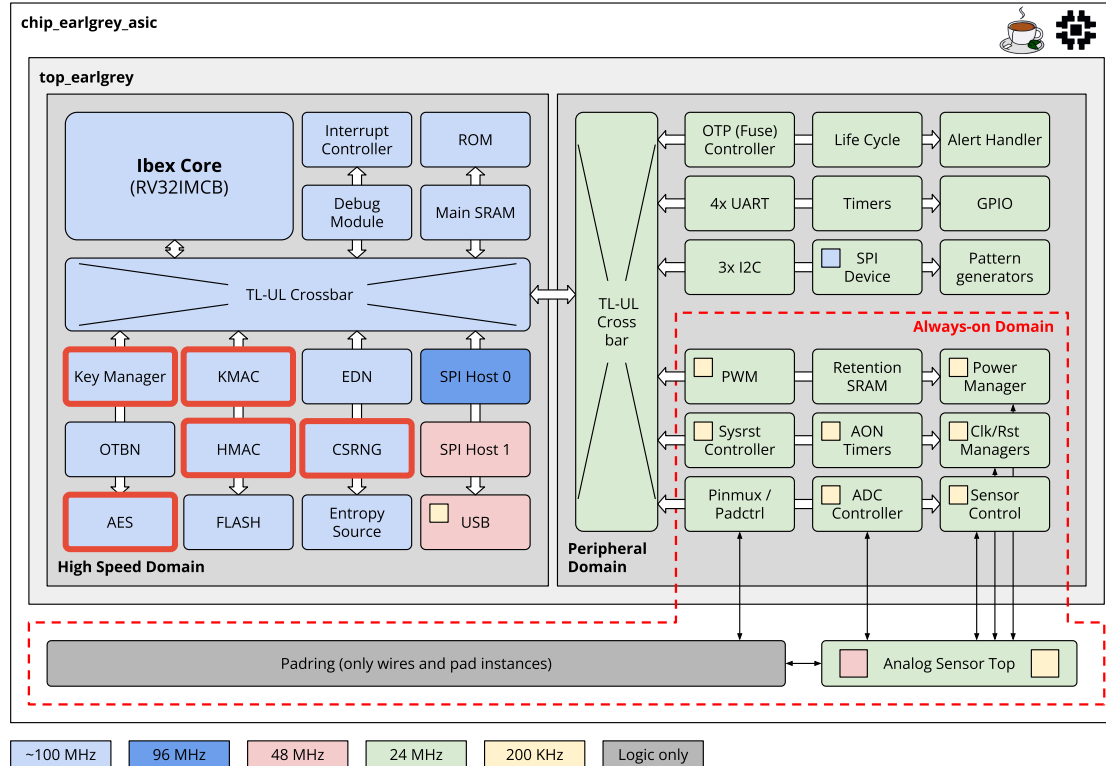 chip_earlgrey_asic
top_earlgrey
Ibex Core
(RV32IMCB)
Interrupt
Controller
ROM
Debug
Module
Main SRAM
TL-UL Crossbar
Key Manager
KMAC
EDN
SPI Host 0
OTBN
HMAC
CSRNG
SPI Host 1
AES
FLASH
Entropy
Source
USB
High Speed Domain
TL-UL
Cross
bar
OTP (Fuse)
Controller
Life Cycle
Alert Handler
4x UART
Timers
GPIO
3x I2C
SPI
Device
Pattern
generators
Always-on Domain
PWM
Retention
SRAM
Power
Manager
Sysrst
Controller
AON
Timers
Clk/Rst
Managers
Pinmux /
Padctrl
ADC
Controller
Sensor
Control
Peripheral
Domain
Padring (only wires and pad instances)
Analog Sensor Top
~100 MHz
96 MHz
48 MHz
24 MHz
200 KHz
Logic only